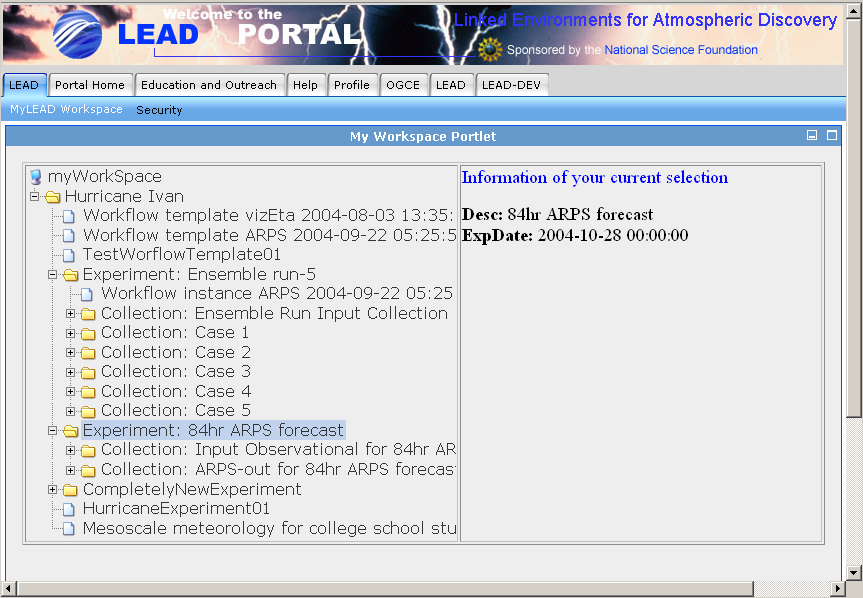 Welcome to the
LEAD PORTAL
Linked Environments for Atmospheric Discovery
Sponsored by the National Science Foundation
LEAD Portal Home Education and Outreach Help Profile OGCE LEAD LEAD-DEV
MyLEAD Workspace Security
My Workspace Portlet
myWorkSpace
Hurricane Ivan
Workflow template vizEta 2004-08-03 13:35:
Workflow template ARPS 2004-09-22 05:25:5
TestWorflowTemplate01
Experiment: Ensemble run-5
Workflow instance ARPS 2004-09-22 05:25
Collection: Ensemble Run Input Collection
Collection: Case 1
Collection: Case 2
Collection: Case 3
Collection: Case 4
Collection: Case 5
Experiment: 84hr ARPS forecast
Collection: Input Observational for 84hr AR
Collection: ARPS-out for 84hr ARPS forecas
CompletelyNewExperiment
HurricaneExperiment01
Mesoscale meteorology for college school stu
Information of your current selection
Desc: 84hr ARPS forecast
ExpDate: 2004-10-28 00:00:00